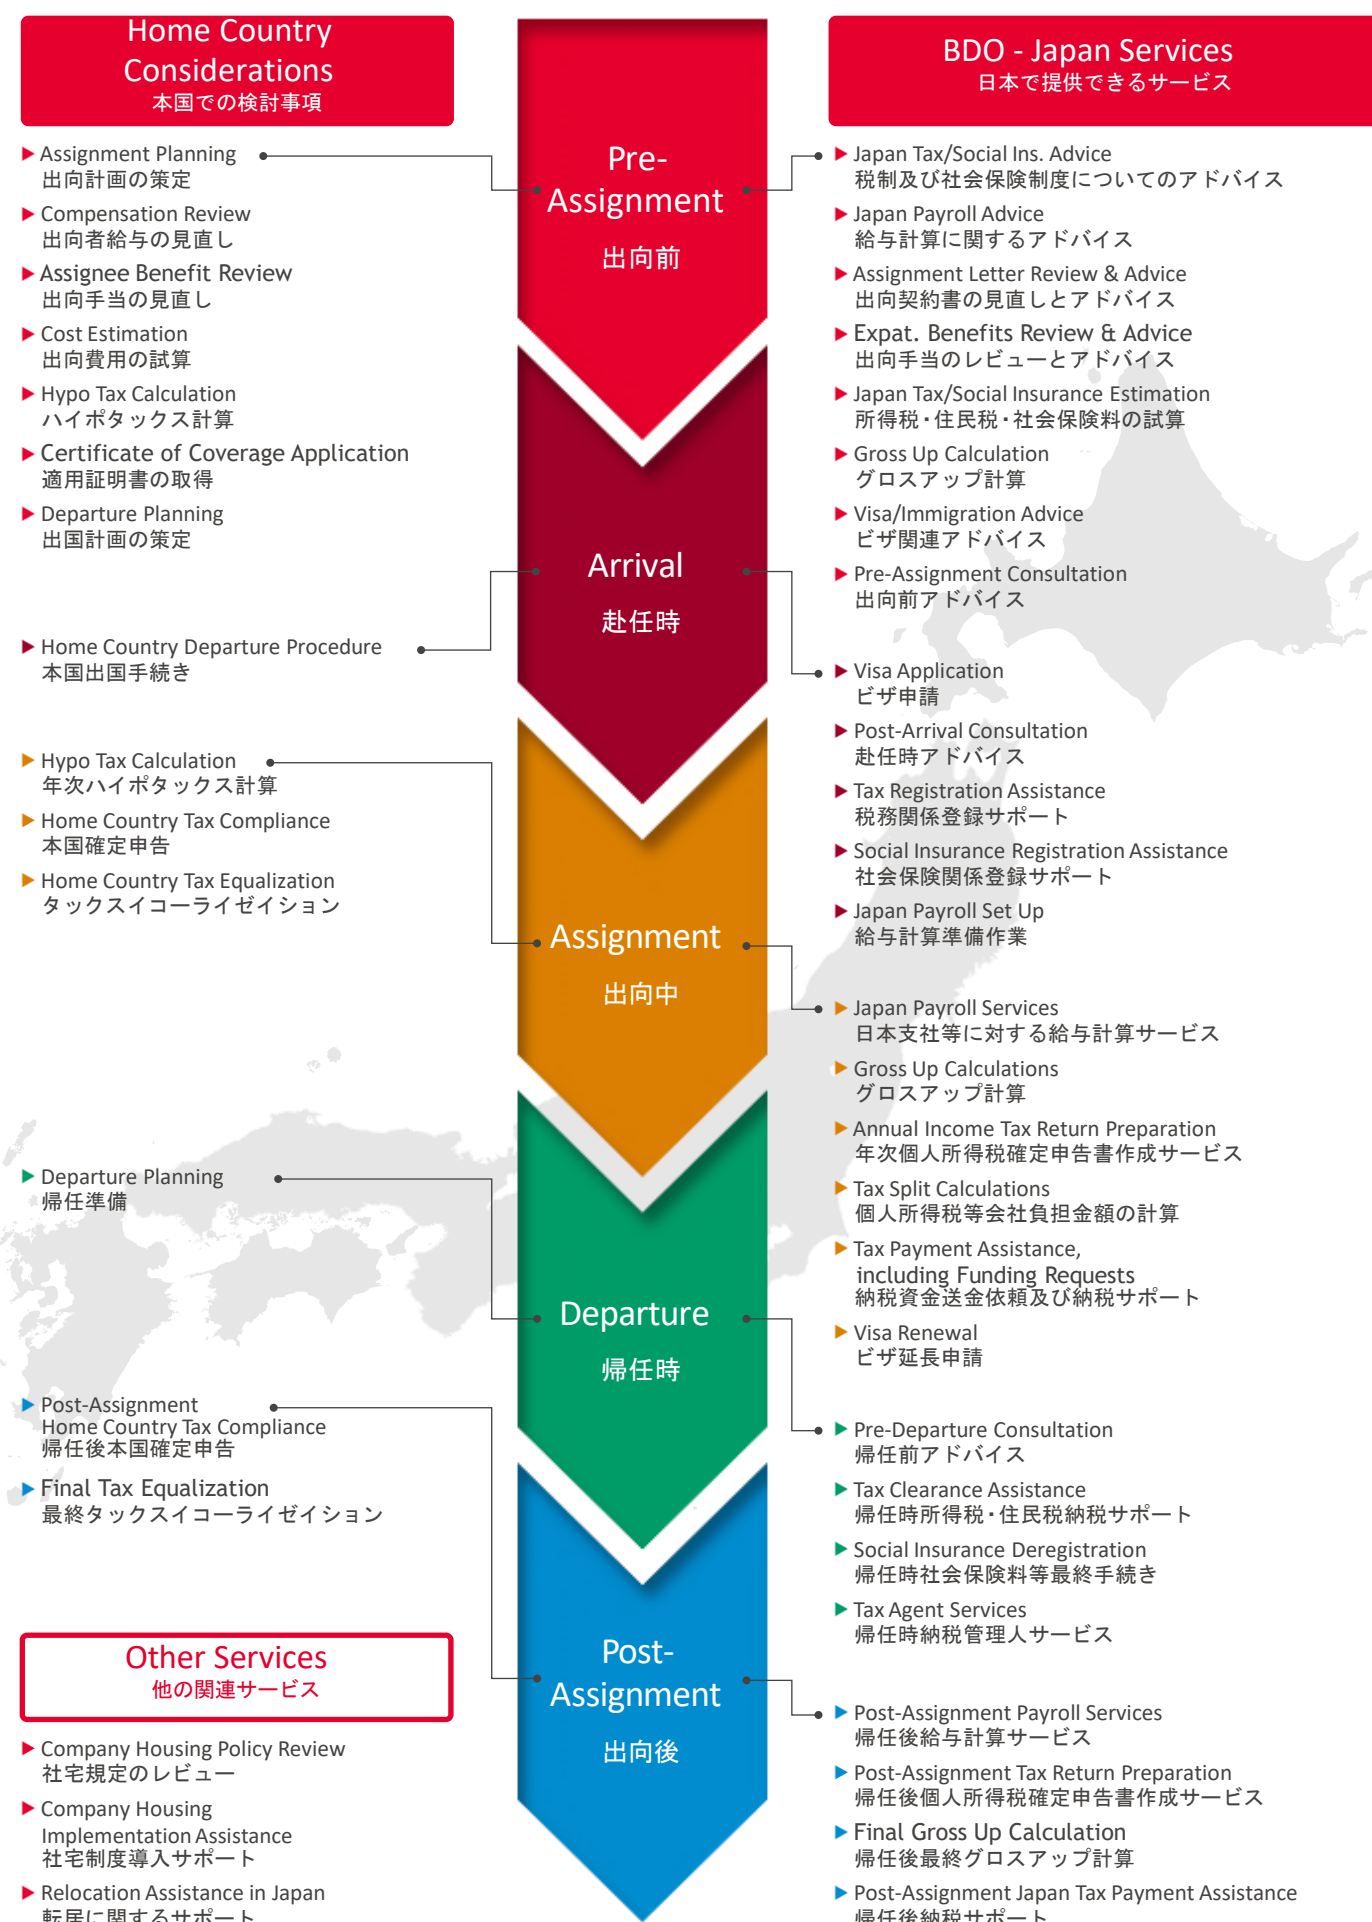 Home Country
Considerations
本国での検討事項
Assignment Planning
出向計画の策定
Compensation Review
出向者給与の見直し
Assignee Benefit Review
出向手当の見直し
Cost Estimation
出向費用の試算
Hypo Tax Calculation
ハイポタックス計算
Certificate of Coverage Application
適用証明書の取得
Departure Planning
出国計画の策定
Home Country Departure Procedure
本国出国手続き
Hypo Tax Calculation
年次ハイポタックス計算
Home Country Tax Compliance
本国確定申告
Home Country Tax Equalization
タックスイコーライゼイション
Departure Planning
帰任準備
Post-Assignment
Home Country Tax Compliance
帰任後本国確定申告
Final Tax Equalization
最終タックスイコーライゼイション
Other Services
他の関連サービス
Company Housing Policy Review
社宅規定のレビュー
Company Housing
Implementation Assistance
社宅制度導入サポート
Relocation Assistance in Japan
転居に関するサポート
Pre-
Assignment
出向前
Arrival
赴任時
Assignment
出向中
Departure
帰任時
Post-
Assignment
出向後
BDO - Japan Services
日本で提供できるサービス
Japan Tax/Social Ins. Advice
税制及び社会保険制度についてのアドバイス
Japan Payroll Advice
給与計算に関するアドバイス
Assignment Letter Review & Advice
出向契約書の見直しとアドバイス
Expat. Benefits Review & Advice
出向手当のレビューとアドバイス
Japan Tax/Social Insurance Estimation
所得税・住民税・社会保険料の試算
Gross Up Calculation
グロスアップ計算
Visa/Immigration Advice
ビザ関連アドバイス
Pre-Assignment Consultation
出向前アドバイス
Visa Application
ビザ申請
Post-Arrival Consultation
赴任時アドバイス
Tax Registration Assistance
税務関係登録サポート
Social Insurance Registration Assistance
社会保険関係登録サポート
Japan Payroll Set Up
給与計算準備作業
Japan Payroll Services
日本支社等に対する給与計算サービス
Gross Up Calculations
グロスアップ計算
Annual Income Tax Return Preparation
年次個人所得税確定申告書作成サービス
Tax Split Calculations
個人所得税等会社負担金額の計算
Tax Payment Assistance,
including Funding Requests
納税資金送金依頼及び納税サポート
Visa Renewal
ビザ延長申請
Pre-Departure Consultation
帰任前アドバイス
Tax Clearance Assistance
帰任時所得税・住民税納税サポート
Social Insurance Deregistration
帰任時社会保険料等最終手続き
Tax Agent Services
帰任時納税管理人サービス
Post-Assignment Payroll Services
帰任後給与計算サービス
Post-Assignment Tax Return Preparation
帰任後個人所得税確定申告書作成サービス
Final Gross Up Calculation
帰任後最終グロスアップ計算
Post-Assignment Japan Tax Payment Assistance
帰任後納税サポート